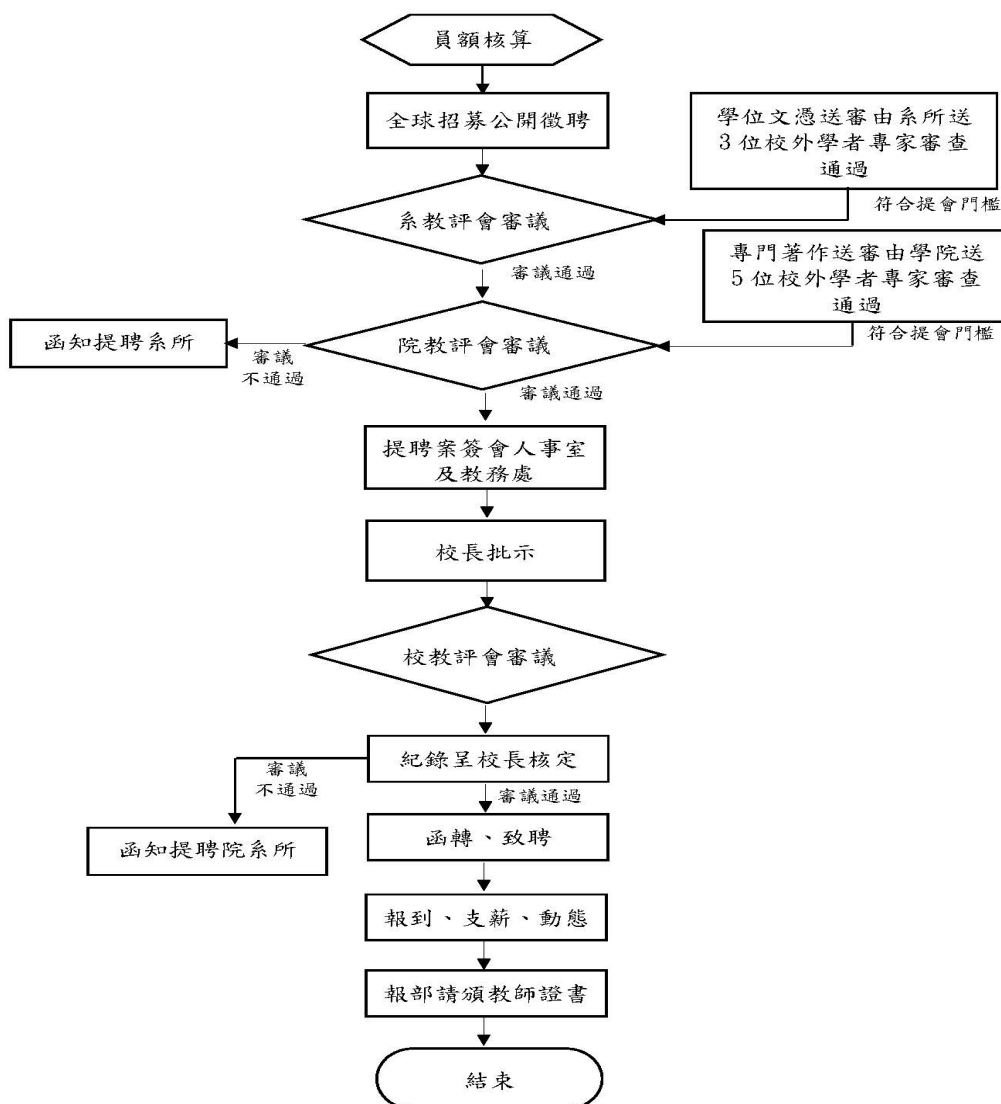 員額核算
全球招募公開徵聘
學位文憑送審由系所送
3 位校外學者專家審查
通過
符合提會門檻
系教評會審議
審議通過
專門著作送審由學院送
5 位校外學者專家審查
通過
符合提會門檻
院教評會審議
審議
不通過
函知提聘系所
審議通過
提聘案簽會人事室
及教務處
校長批示
校教評會審議
紀錄呈校長核定
審議
不通過
函知提聘院系所
審議通過
函轉、致聘
報到、支薪、動態
報部請頒教師證書
結束